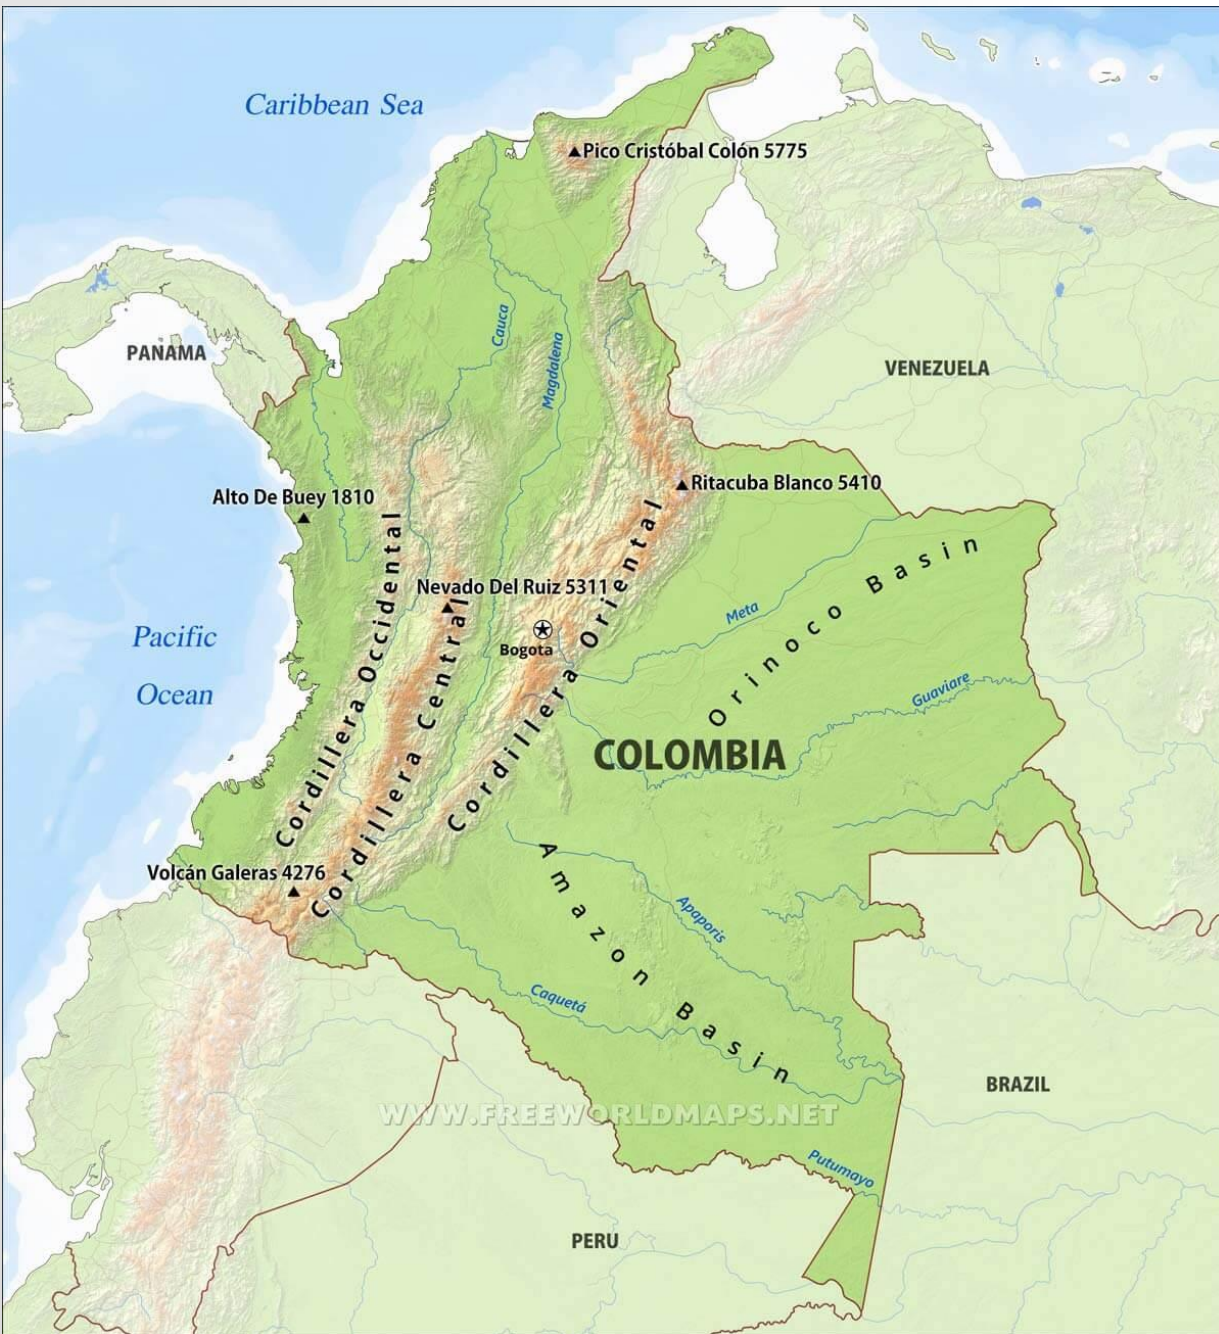 Caribbean Sea
Pico Cristóbal Colón 5775
PANAMA
Cauca
Magdalena
VENEZUELA
Alto De Buey 1810
Ritacuba Blanco 5410
Nevado Del Ruiz 5311
Bogota
Pacific
Ocean
Cordillera Occidental
Cordillera Central
Cordillera Oriental
Meta
Orinoco Basin
Guaviare
COLOMBIA
Volcán Galeras 4276
Amazon Basin
Apaporis
Caquetá
BRAZIL
WWW.FREEWORLDMAPS.NET
Putumayo
PERU